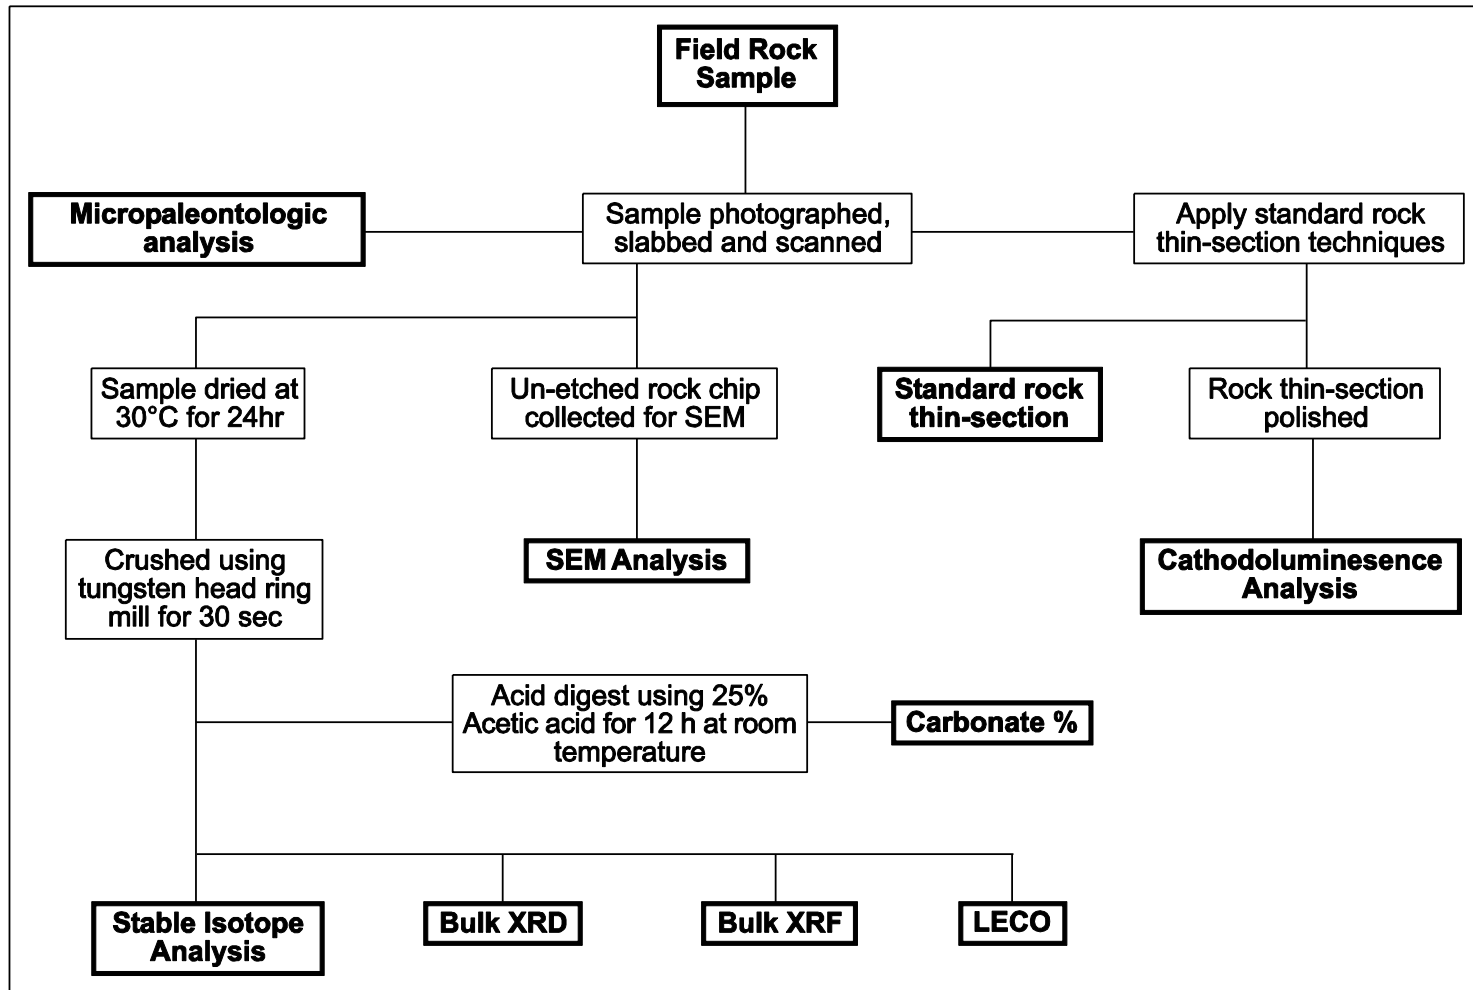 Field Rock
Sample
Micropaleontologic
analysis
Sample photographed,
slabbed and scanned
Apply standard rock
thin-section techniques
Sample dried at
30°C for 24hr
Un-etched rock chip
collected for SEM
Standard rock
thin-section
Rock thin-section
polished
Crushed using
tungsten head ring
mill for 30 sec
SEM Analysis
Cathodoluminesence
Analysis
Acid digest using 25%
Acetic acid for 12 h at room
temperature
Carbonate %
Stable Isotope
Analysis
Bulk XRD
Bulk XRF
LECO